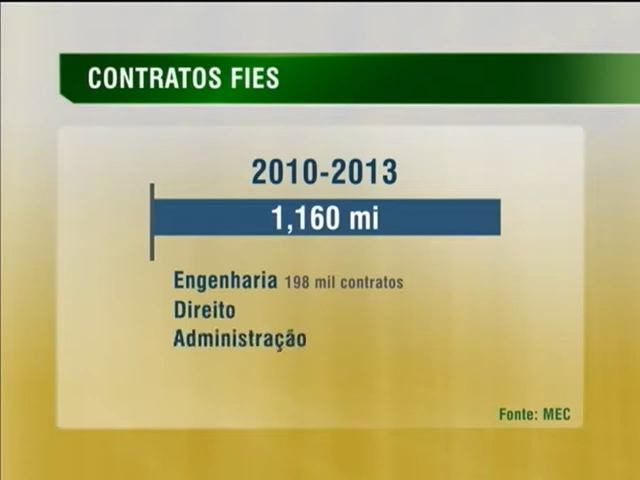 CONTRATOS FIES
2010-2013
1,160 mi
Engenharia 198 mil contratos
Direito
Administração
Fonte: MEC